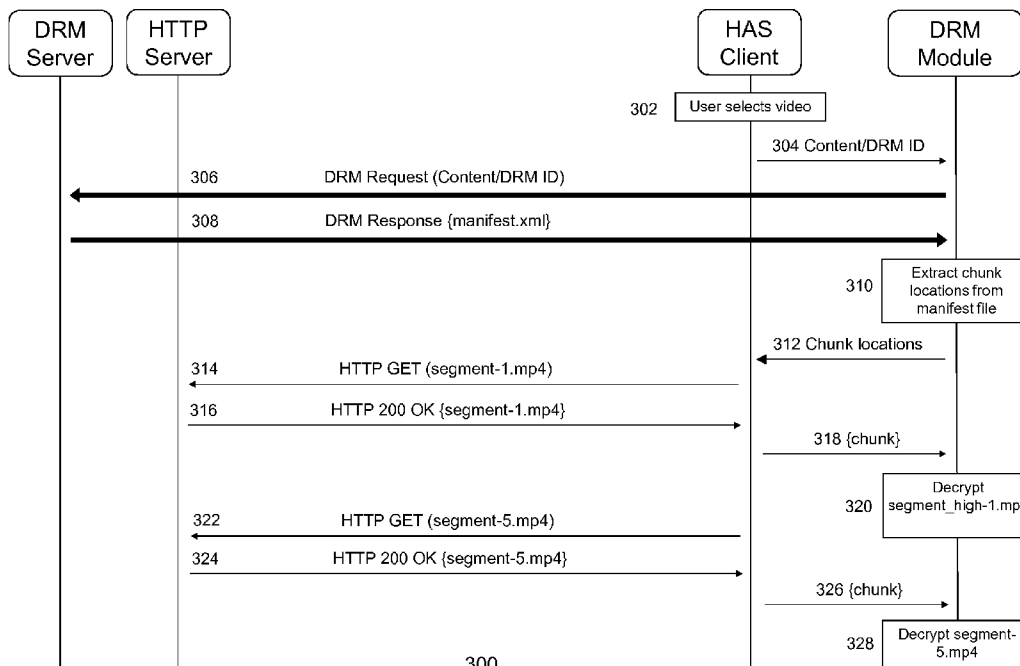 DRM
Server
HTTP
Server
HAS
Client
DRM
Module
302
User selects video
304 Content/DRM ID
306
DRM Request (Content/DRM ID)
308
DRM Response {manifest.xml}
310
Extract chunk
locations from
manifest file
312 Chunk locations
314
HTTP GET (segment-1.mp4)
316
HTTP 200 OK {segment-1.mp4}
318 {chunk}
320
Decrypt
segment_high-1.mp
322
HTTP GET (segment-5.mp4)
324
HTTP 200 OK {segment-5.mp4}
326 {chunk}
328
Decrypt segment-
5.mp4
300